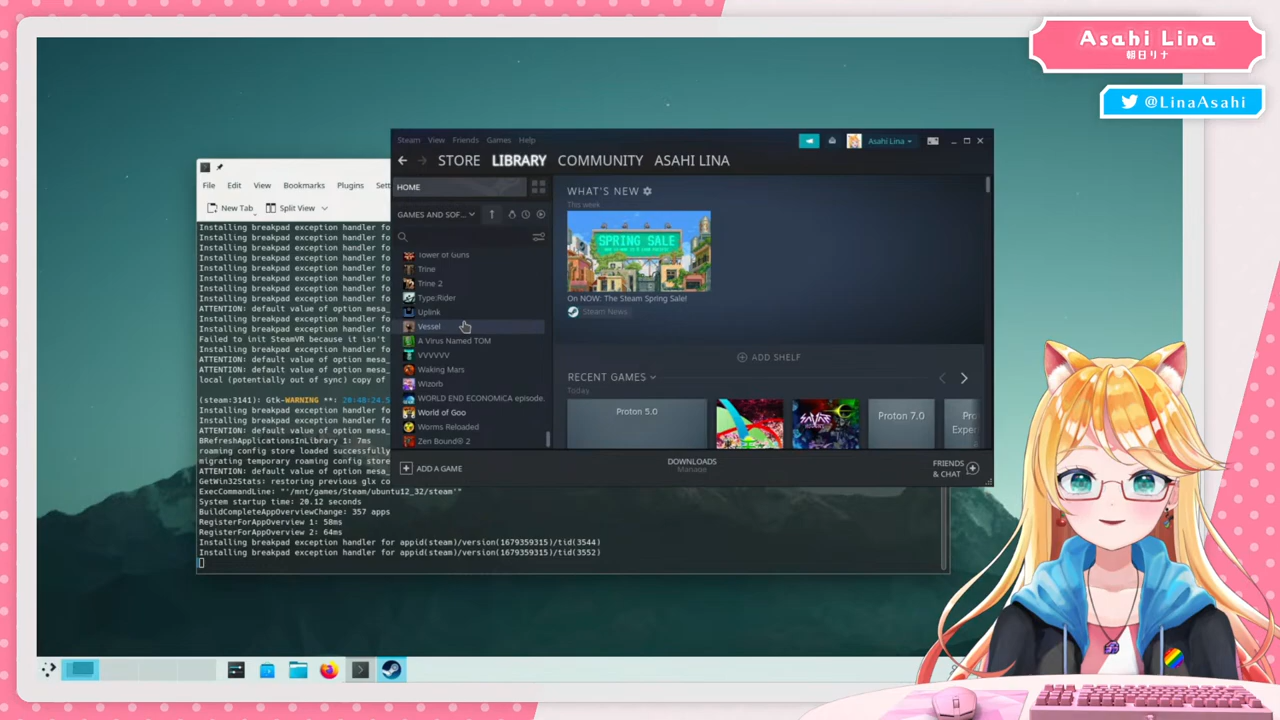 Asahi Lina
朝日リナ
@LinaAsahi
Steam View Friends Games Help
Asahi Lina
STORE LIBRARY COMMUNITY ASAHI LINA
HOME
GAMES AND SOF...
Tower of Guns
Trine
Trine 2
Type:Rider
Uplink
Vessel
A Virus Named TOM
VVVVVV
Waking Mars
Wizorb
WORLD END ECONOMiCA episode.
World of Goo
Worms Reloaded
Zen Bound® 2
ADD A GAME
WHAT'S NEW
This week
SPRING SALE
On NOW: The Steam Spring Sale!
Steam News
ADD SHELF
RECENT GAMES
Today
Proton 5.0
Proton 7.0
Pro
Experi
DOWNLOADS
Manage
FRIENDS
& CHAT
File Edit View Bookmarks Plugins Sett
New Tab Split View
Installing breakpad exception handler fo
Installing breakpad exception handler fo
Installing breakpad exception handler fo
Installing breakpad exception handler fo
Installing breakpad exception handler fo
Installing breakpad exception handler fo
Installing breakpad exception handler fo
Installing breakpad exception handler fo
ATTENTION: default value of option mesa_
Installing breakpad exception handler fo
ATTENTION: default value of option mesa_
Failed to init SteamVR because it isn't
Installing breakpad exception handler fo
ATTENTION: default value of option mesa_
ATTENTION: default value of option mesa_
local (potentially out of sync) copy of
(steam:3141): Gtk-WARNING **: 20:48:24.5
Installing breakpad exception handler fo
Installing breakpad exception handler fo
ATTENTION: default value of option mesa_
BRefreshApplicationsInLibrary 1: 7ms
roaming config store loaded successfully
migrating temporary roaming config store
ATTENTION: default value of option mesa_
GetWin32Stats: restoring previous glx co
ExecCommandLine: "'/mnt/games/Steam/ubuntu12_32/steam'"
System startup time: 20.12 seconds
BuildCompleteAppOverviewChange: 357 apps
RegisterForAppOverview 1: 58ms
RegisterForAppOverview 2: 64ms
Installing breakpad exception handler for appid(steam)/version(1679359315)/tid(3544)
Installing breakpad exception handler for appid(steam)/version(1679359315)/tid(3552)